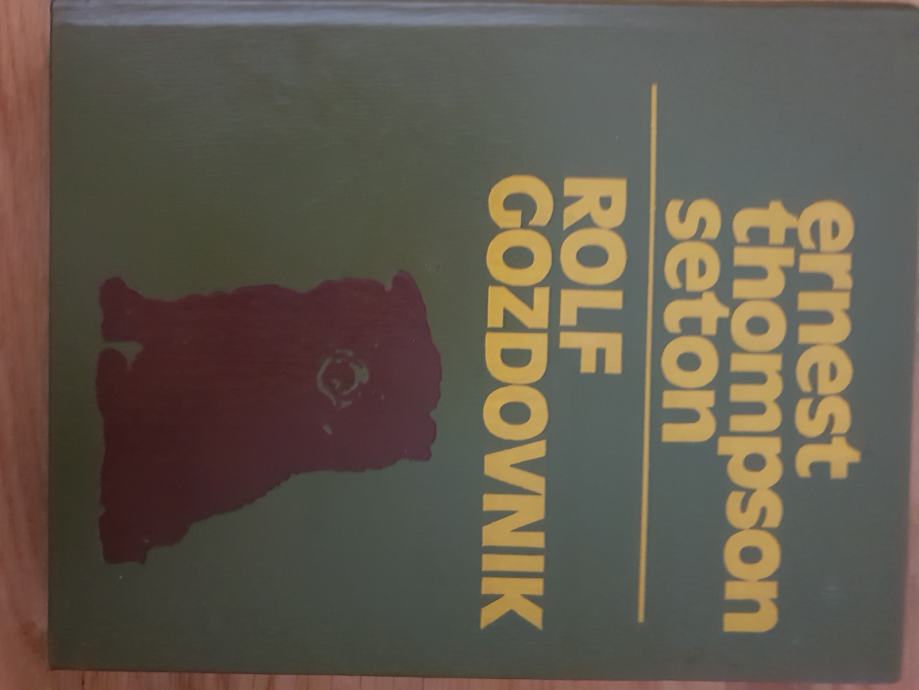 ernest
thompson
seton
ROLF
GOZDOVNIK